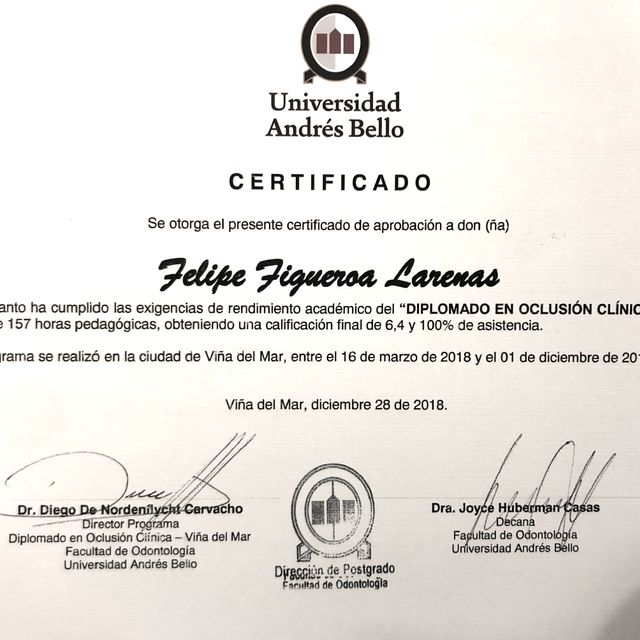 Universidad
Andrés Bello
CERTIFICADO
Se otorga el presente certificado de aprobación a don (ña)
Felipe Figueroa Larenas
anto ha cumplido las exigencias de rendimiento académico del “DIPLOMADO EN OCLUSIÓN CLÍNIC
e 157 horas pedagógicas, obteniendo una calificación final de 6,4 y 100% de asistencia.
grama se realizó en la ciudad de Viña del Mar, entre el 16 de marzo de 2018 y el 01 de diciembre de 201
Viña del Mar, diciembre 28 de 2018.
Dr. Diego De Nordenflycht Carvacho
Director Programa
Diplomado en Oclusión Clínica – Viña del Mar
Facultad de Odontología
Universidad Andrés Bello
Dirección de Postgrado
Facultad de Odontología
Dra. Joyce Huberman Casas
Decana
Facultad de Odontología
Universidad Andrés Bello